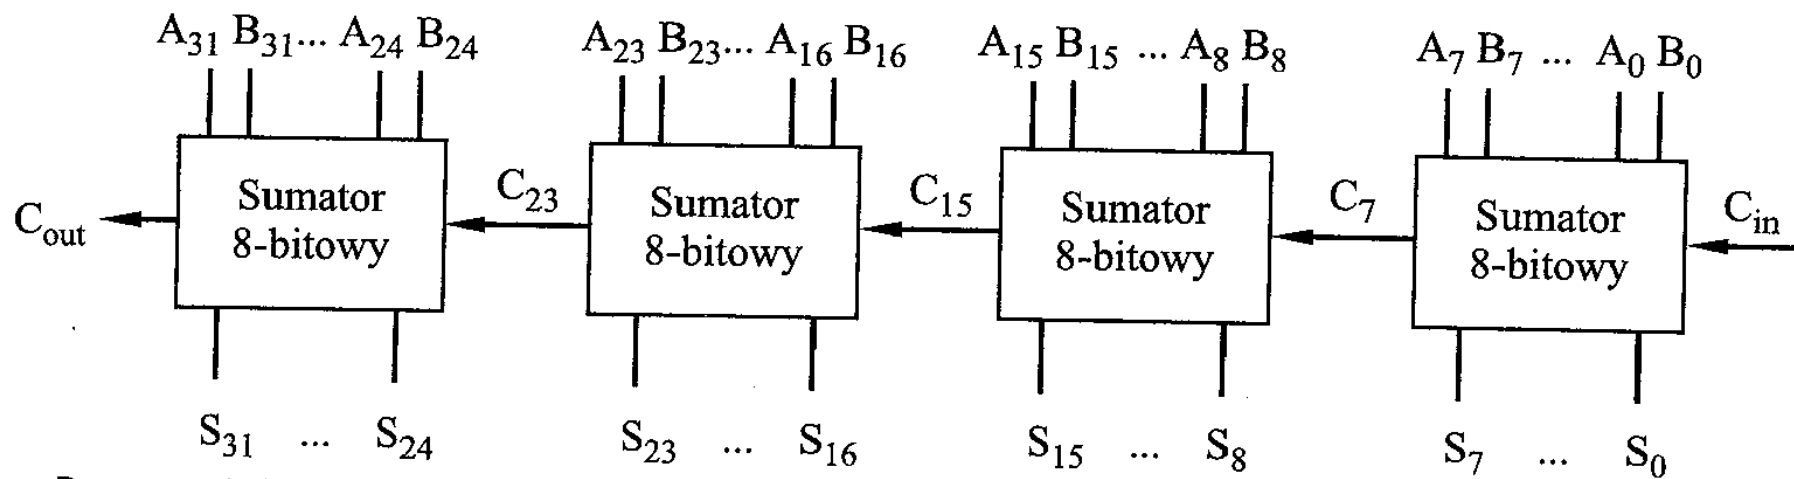 A31 B31... A24 B24 A23 B23... A16 B16 A15 B15 ... A8 B8 A7 B7 ... A0 B0
Cout Sumator 8-bitowy C23 Sumator 8-bitowy C15 Sumator 8-bitowy C7 Sumator 8-bitowy Cin
S31 ... S24 S23 ... S16 S15 ... S8 S7 ... S0